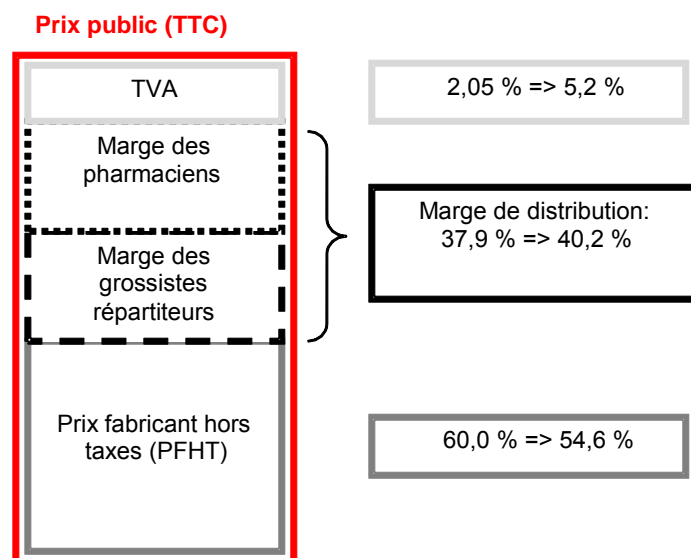 Prix public (TTC)
TVA
2,05 % => 5,2 %
Marge des
pharmaciens
Marge de distribution:
37,9 % => 40,2 %
Marge des
grossistes
répartiteurs
Prix fabricant hors
taxes (PFHT)
60,0 % => 54,6 %